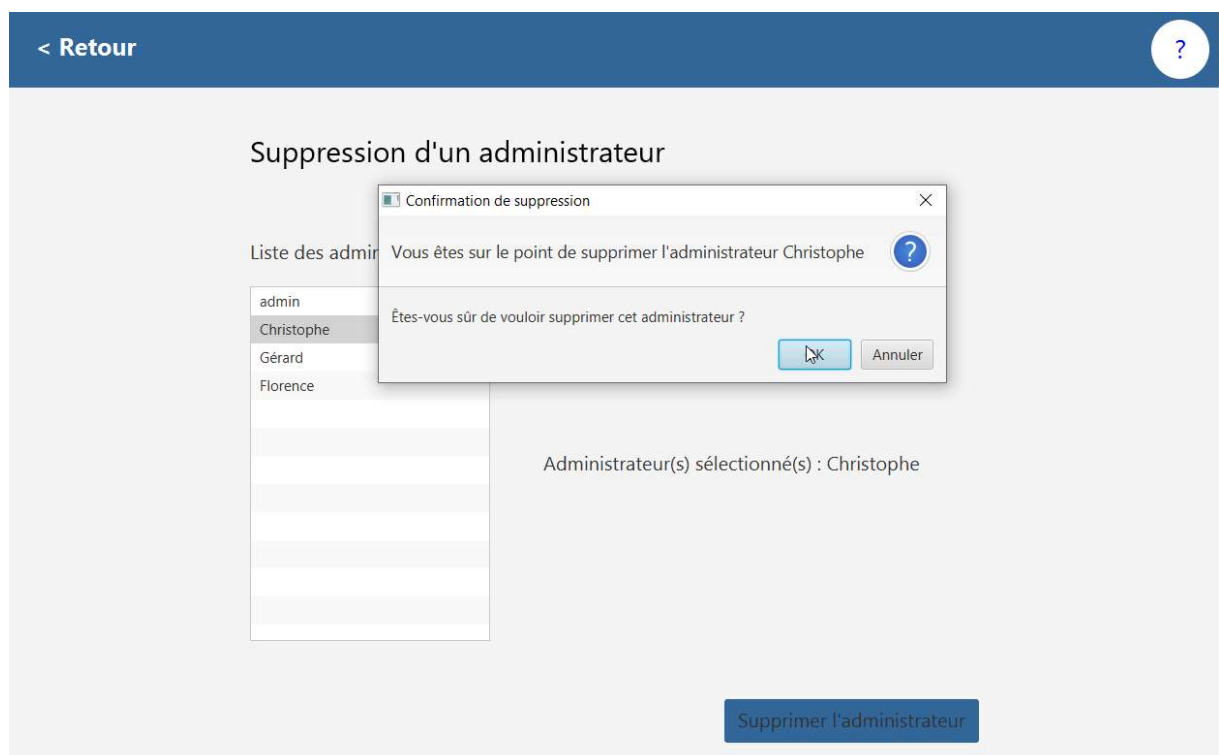 < Retour
?
Suppression d'un administrateur
Confirmation de suppression
Liste des admin
Vous êtes sur le point de supprimer l'administrateur Christophe
?
admin
Christophe
Gérard
Florence
Êtes-vous sûr de vouloir supprimer cet administrateur ?
OK Annuler
Administrateur(s) sélectionné(s) : Christophe
Supprimer l'administrateur